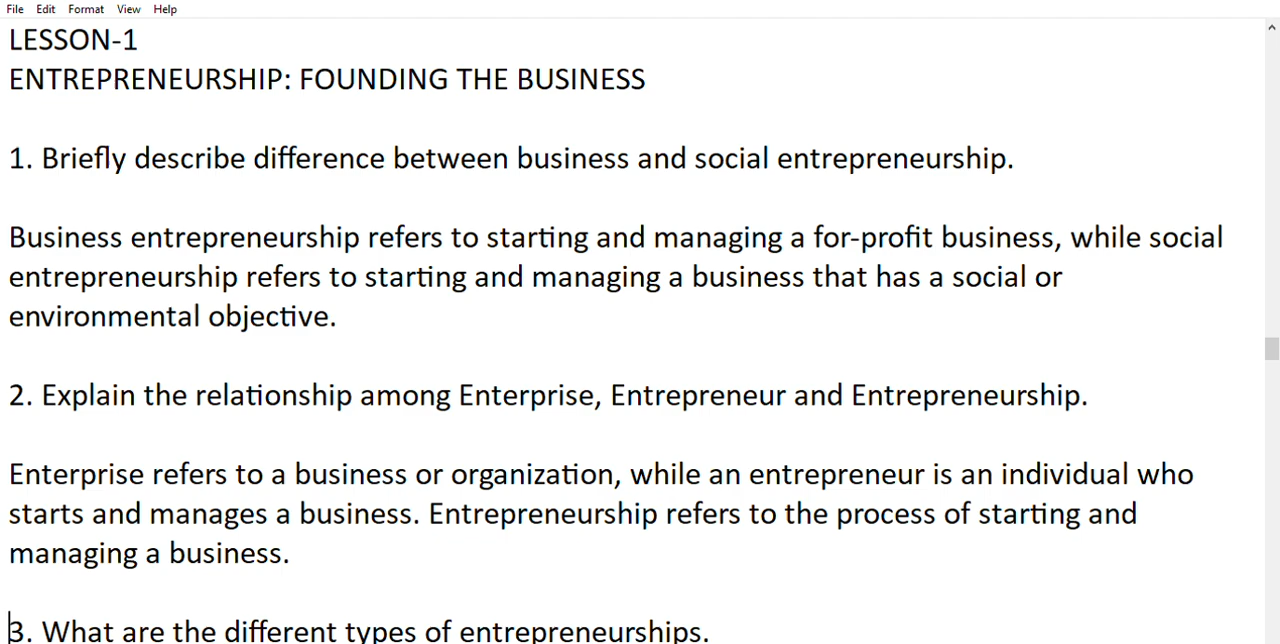 File Edit Format View Help
LESSON-1
ENTREPRENEURSHIP: FOUNDING THE BUSINESS
1. Briefly describe difference between business and social entrepreneurship.
Business entrepreneurship refers to starting and managing a for-profit business, while social
entrepreneurship refers to starting and managing a business that has a social or
environmental objective.
2. Explain the relationship among Enterprise, Entrepreneur and Entrepreneurship.
Enterprise refers to a business or organization, while an entrepreneur is an individual who
starts and manages a business. Entrepreneurship refers to the process of starting and
managing a business.
3. What are the different types of entrepreneurships.